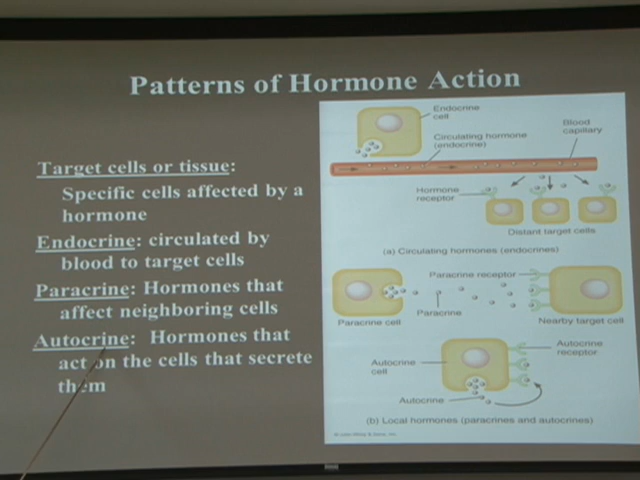 Patterns of Hormone Action
Target cells or tissue:
Specific cells affected by a
hormone
Endocrine: circulated by
blood to target cells
Paracrine: Hormones that
affect neighboring cells
Autocrine: Hormones that
act on the cells that secrete
them
Endocrine
cell
Circulating hormone
(endocrine)
Blood
capillary
Hormone
receptor
Distant target cells
(a) Circulating hormones (endocrines)
Paracrine receptor
Paracrine cell
Paracrine
Nearby target cell
Autocrine
receptor
Autocrine
cell
Autocrine
(b) Local hormones (paracrines and autocrines)